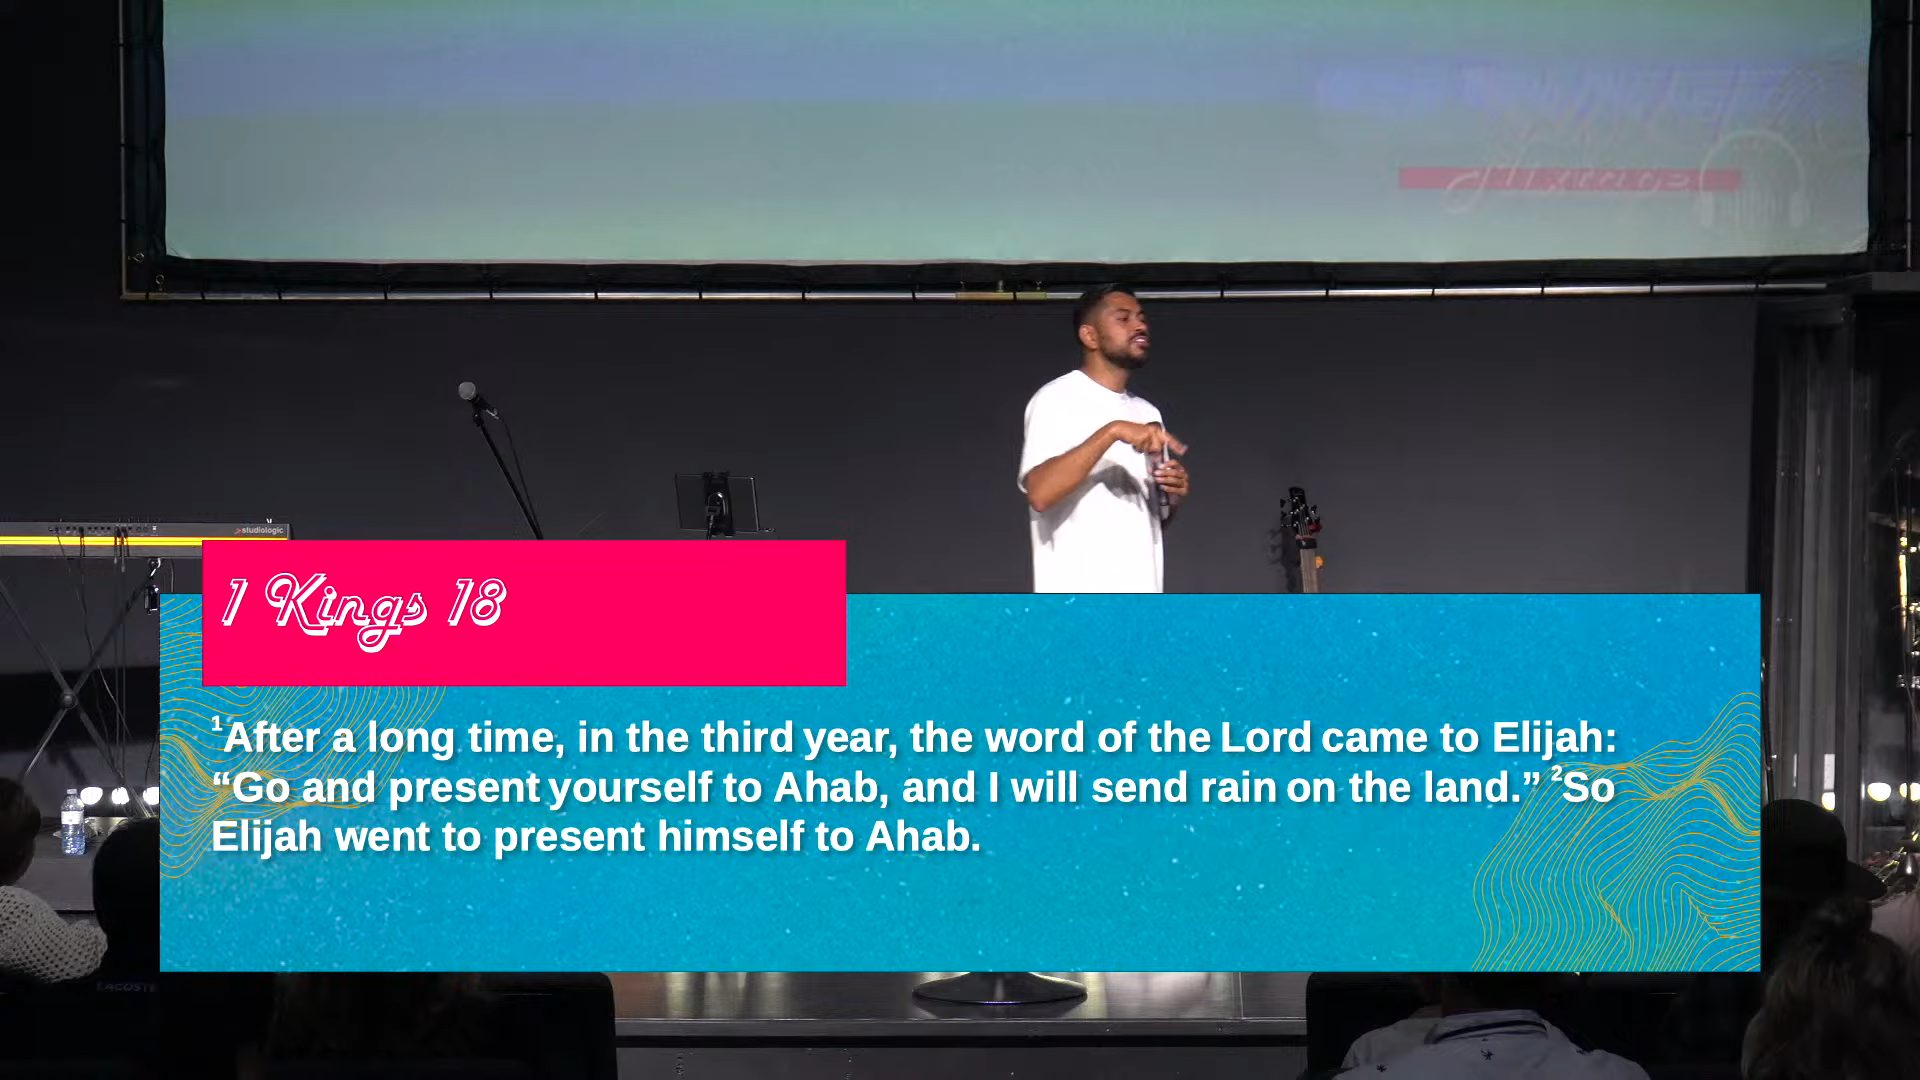 studiologic
1 Kings 18
¹After a long time, in the third year, the word of the Lord came to Elijah:
“Go and present yourself to Ahab, and I will send rain on the land.” ²So
Elijah went to present himself to Ahab.
LACOSTE